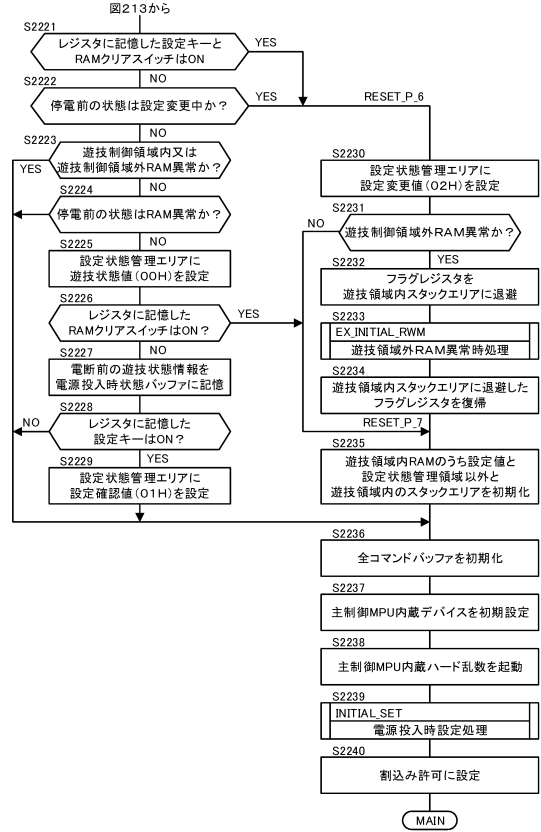 図213から
S2221
レジスタに記憶した設定キーと
RAMクリアスイッチはON
YES
NO
S2222
停電前の状態は設定変更中か？
YES
RESET_P_6
NO
S2223
遊技制御領域内又は
遊技制御領域外RAM異常か？
YES
NO
S2224
停電前の状態はRAM異常か？
NO
S2225
設定状態管理エリアに
遊技状態値（00H）を設定
S2226
レジスタに記憶した
RAMクリアスイッチはON？
YES
NO
S2227
電断前の遊技状態情報を
電源投入時状態バッファに記憶
S2228
NO
レジスタに記憶した
設定キーはON？
YES
S2229
設定状態管理エリアに
設定確認値（01H）を設定
S2230
設定状態管理エリアに
設定変更値（02H）を設定
S2231
NO
遊技制御領域外RAM異常か？
YES
S2232
フラグレジスタを
遊技領域内スタックエリアに退避
S2233
EX_INITIAL_RWM
遊技領域外RAM異常時処理
S2234
遊技領域内スタックエリアに退避した
フラグレジスタを復帰
RESET_P_7
S2235
遊技領域内RAMのうち設定値と
設定状態管理領域以外と
遊技領域内のスタックエリアを初期化
S2236
全コマンドバッファを初期化
S2237
主制御MPU内蔵デバイスを初期設定
S2238
主制御MPU内蔵ハード乱数を起動
S2239
INITIAL_SET
電源投入時設定処理
S2240
割込み許可に設定
MAIN